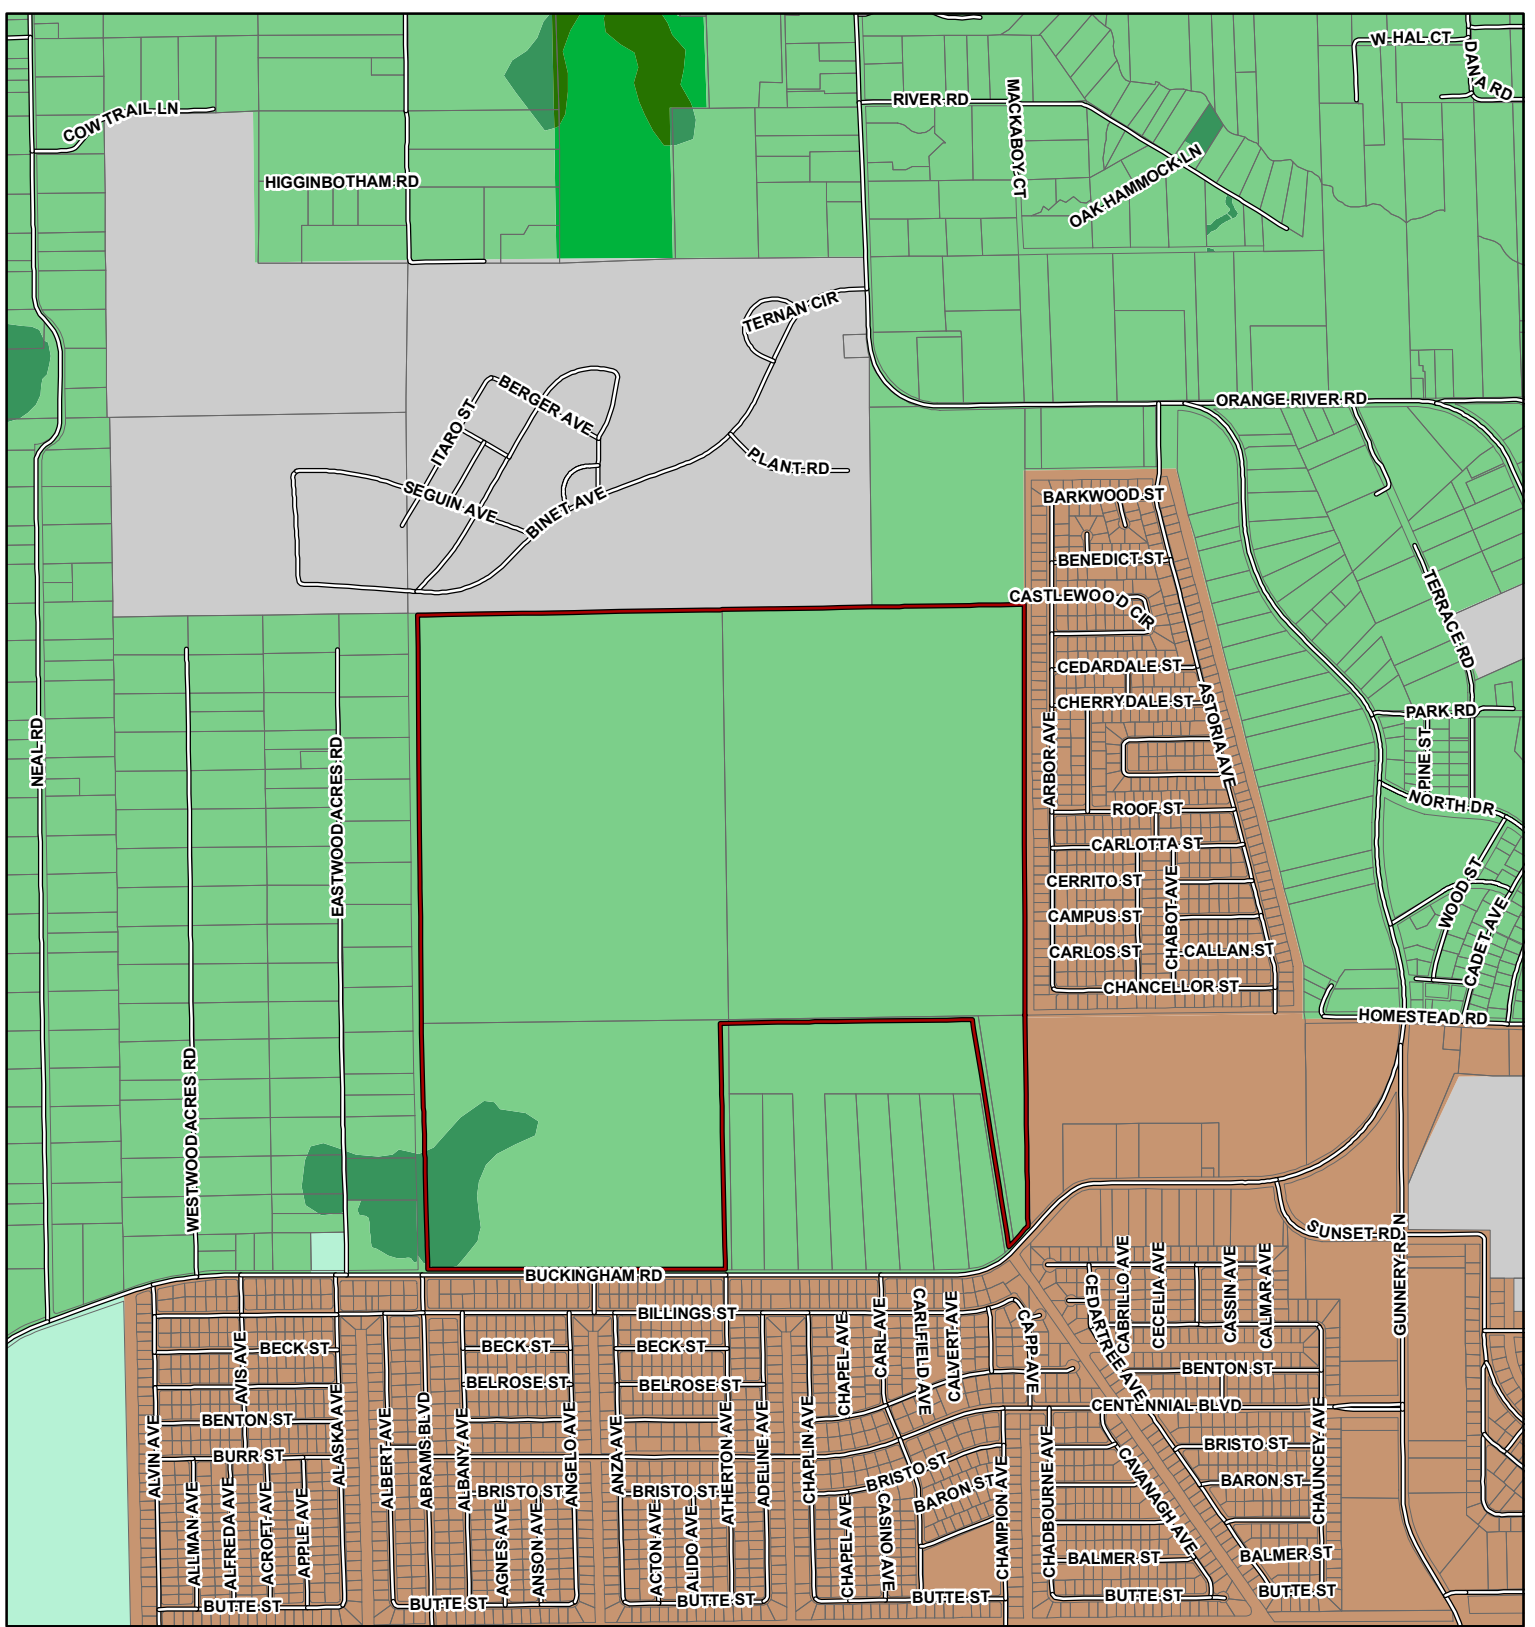 W HAL CT
DANA RD
COW TRAIL LN
RIVER RD
MACKABOY CT
OAK HAMMOCK LN
HIGGINBOTHAM RD
TERNAN CIR
BERGER AVE
ITARO ST
ORANGE RIVER RD
PLANT RD
SEGUIN AVE
BINET AVE
BARKWOOD ST
BENEDICT ST
CASTLEWOOD CIR
TERRACE RD
CEDARDALE ST
CHERRYDALE ST
ASTORIA AVE
ARBOR AVE
PARK RD
PINE ST
NEAL RD
EASTWOOD ACRES RD
NORTH DR
ROOF ST
CARLOTTA ST
CERRITO ST
CHABOT AVE
CAMPUS ST
WOOD ST
CADET AVE
CARLOS ST
CALLAN ST
CHANCELLOR ST
HOMESTEAD RD
WESTWOOD ACRES RD
SUNSET RD
GUNNERY RD N
BUCKINGHAM RD
BILLINGS ST
CABRILLO AVE
CECELIA AVE
CASSIN AVE
CALMAR AVE
CEDARTREE AVE
CARL AVE
CARLFIELD AVE
CALVERT AVE
CHAPEL AVE
CAPP AVE
AVIS AVE
BECK ST
BECK ST
BECK ST
BELROSE ST
BELROSE ST
BENTON ST
CENTENNIAL BLVD
BENTON ST
BURR ST
ALVIN AVE
ALASKA AVE
ALBERT AVE
ABRAMS BLVD
ALBANY AVE
ANGELO AVE
ANZA AVE
ATHERTON AVE
ADELINE AVE
CHAPLIN AVE
BRISTO ST
BARON ST
BRISTO ST
BARON ST
BRISTO ST
BRISTO ST
CHAMPION AVE
CHADBOURNE AVE
CAVANAGH AVE
CHAUNCEY AVE
ALLMAN AVE
ALFREDA AVE
ACROFT AVE
APPLE AVE
AGNES AVE
ANSON AVE
ACTON AVE
ALIDO AVE
CHAPEL AVE
CASINO AVE
BALMER ST
BALMER ST
BUTTE ST
BUTTE ST
BUTTE ST
BUTTE ST
BUTTE ST
BUTTE ST